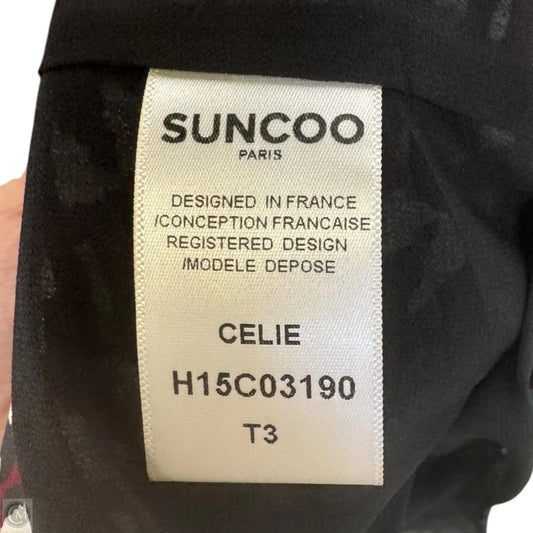 SUNCOO
PARIS
DESIGNED IN FRANCE
/CONCEPTION FRANCAISE
REGISTERED DESIGN
/MODELE DEPOSE
CELIE
H15C03190
T3